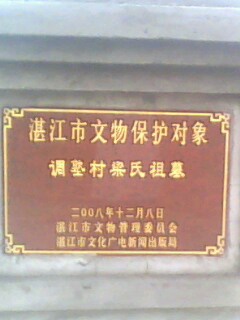 湛江市文物保护对象
调塾村梁氏祖墓
二00八年十二月八日
湛江市文物管理委员会
湛江市文化广电新闻出版局